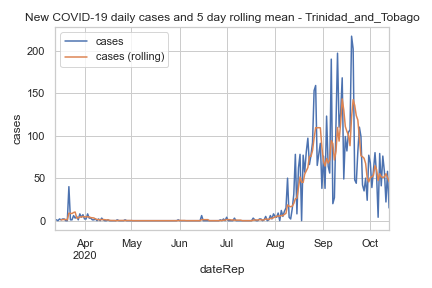 New COVID-19 daily cases and 5 day rolling mean - Trinidad_and_Tobago
cases
cases (rolling)
200
150
100
50
0
cases
Apr
2020
May
Jun
Jul
Aug
Sep
Oct
dateRep